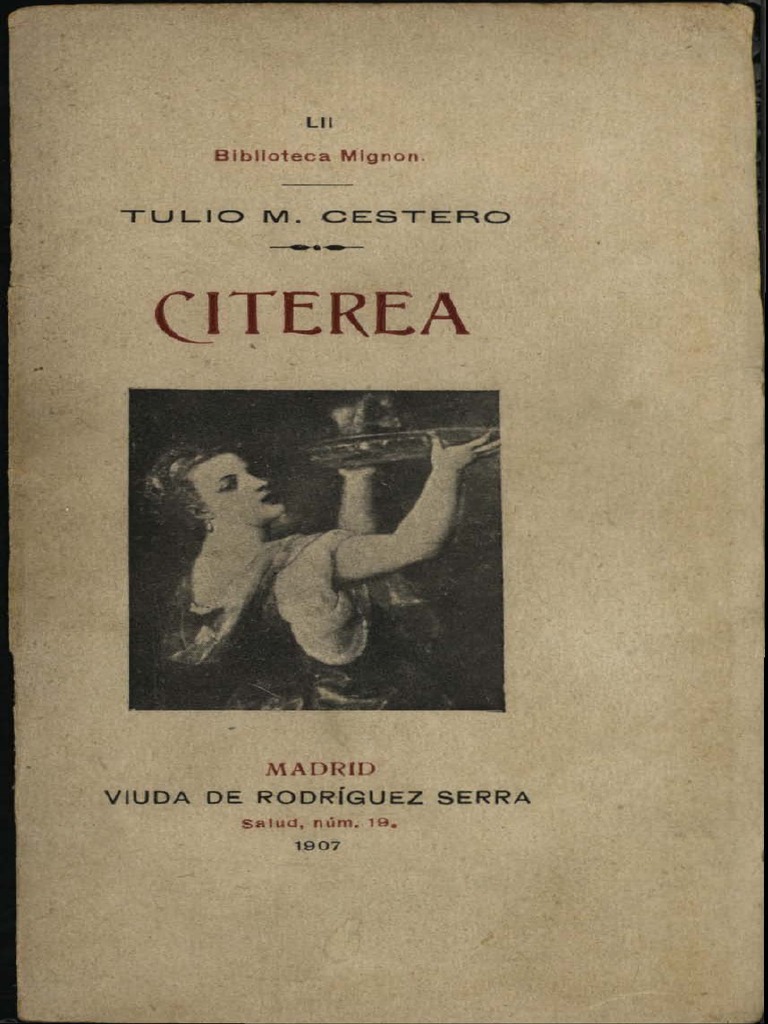 LII
Biblioteca Mignon.
TULIO M. CESTERO
CITEREA
MADRID
VIUDA DE RODRÍGUEZ SERRA
Salud, núm. 19.
1907